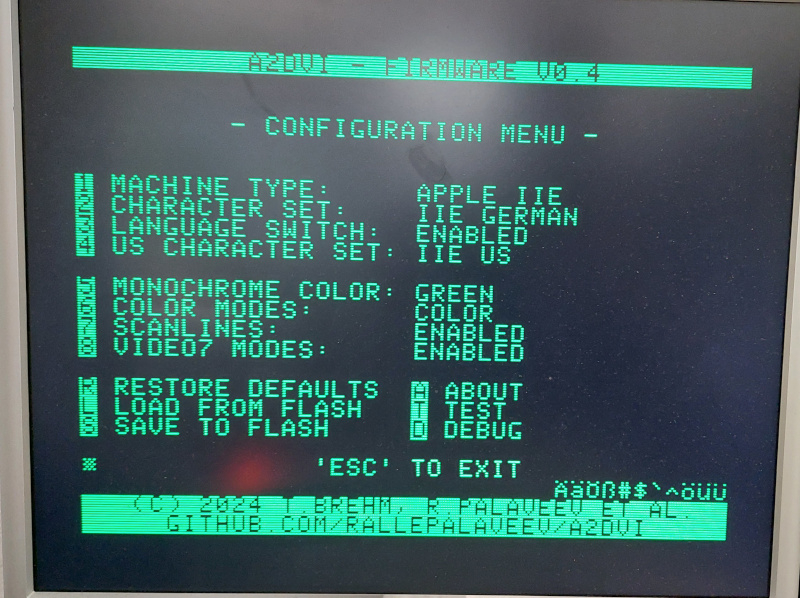 A2DVI - FIRMWARE V0.4
- CONFIGURATION MENU -
1 MACHINE TYPE: APPLE IIE
2 CHARACTER SET: IIE GERMAN
3 LANGUAGE SWITCH: ENABLED
4 US CHARACTER SET: IIE US
5 MONOCHROME COLOR: GREEN
6 COLOR MODES: COLOR
7 SCANLINES: ENABLED
8 VIDEO7 MODES: ENABLED
R RESTORE DEFAULTS A ABOUT
L LOAD FROM FLASH T TEST
S SAVE TO FLASH D DEBUG
'ESC' TO EXIT
ÄäÖß#$`^öüü
(C) 2024 T.BREHM, R.PALAVEEV ET AL.
GITHUB.COM/RALLEPALAVEEV/A2DVI